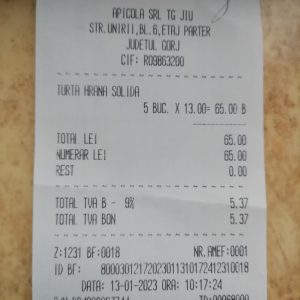 APICOLA SRL TG JIU
STR.UNIRII,BL.6,ETAJ PARTER
JUDETUL GORJ
CIF: RO9863200
TURTA HRANA SOLIDA
5 BUC. X 13.00= 65.00 B
TOTAL LEI 65.00
NUMERAR LEI 65.00
REST 0.00
TOTAL TVA B - 9% 5.37
TOTAL TVA BON 5.37
Z:1231 BF:0018 NR.AMEF:0001
ID BF: 80003012172023011310172412310018
DATA: 13-01-2023 ORA: 10:17:24